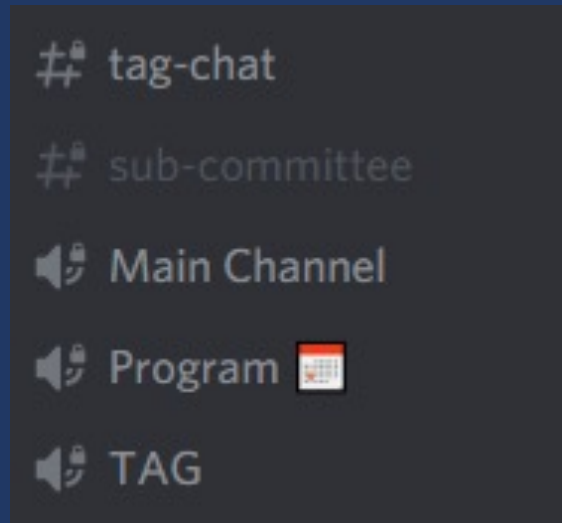 tag-chat
sub-committee
Main Channel
Program 📅
TAG